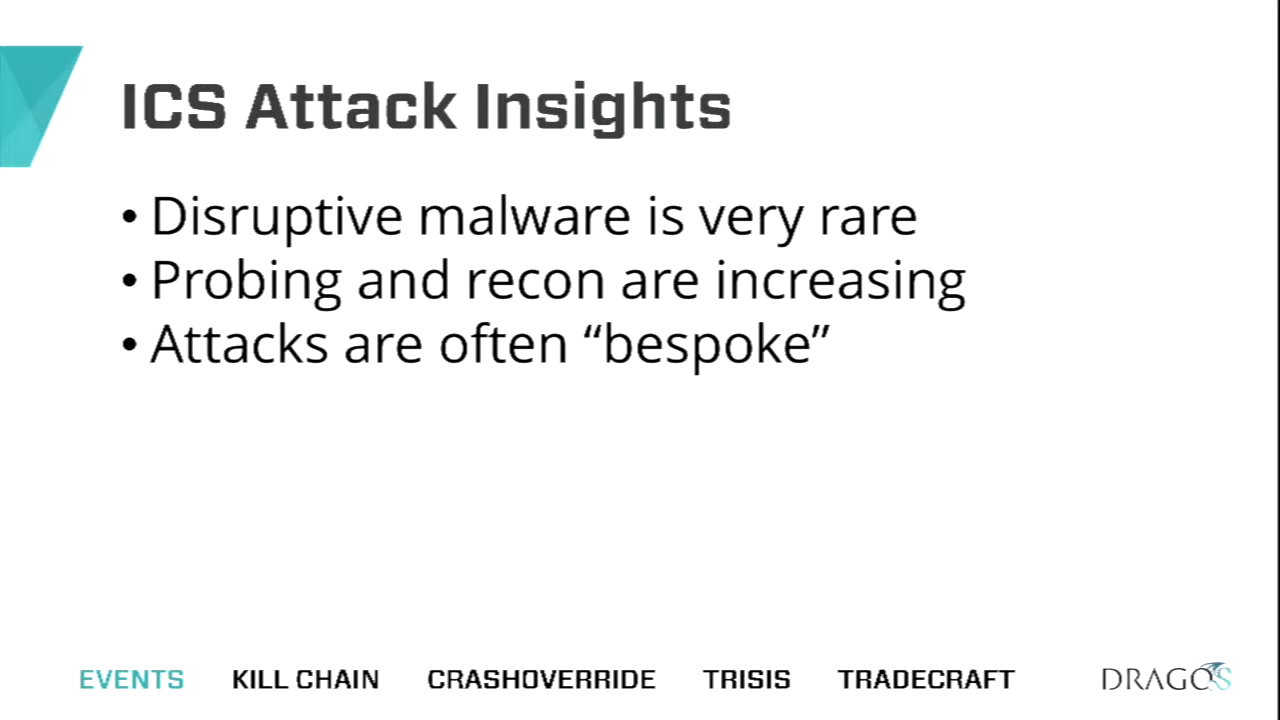 ICS Attack Insights
• Disruptive malware is very rare
• Probing and recon are increasing
• Attacks are often “bespoke”
EVENTS KILL CHAIN CRASHOVERRIDE TRISIS TRADECRAFT DRAGOS